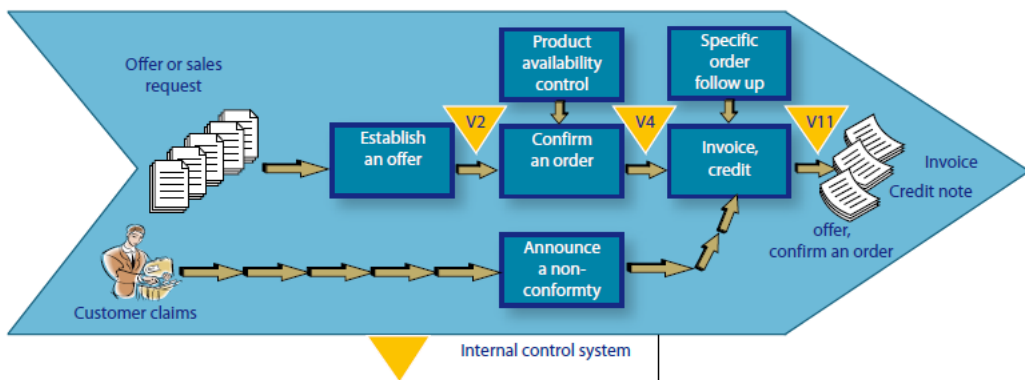 Offer or sales
request
Product
availability
control
Specific
order
follow up
V2
V4
V11
Establish
an offer
Confirm
an order
Invoice,
credit
Invoice
Credit note
offer,
confirm an order
Announce
a non-
conformty
Customer claims
Internal control system